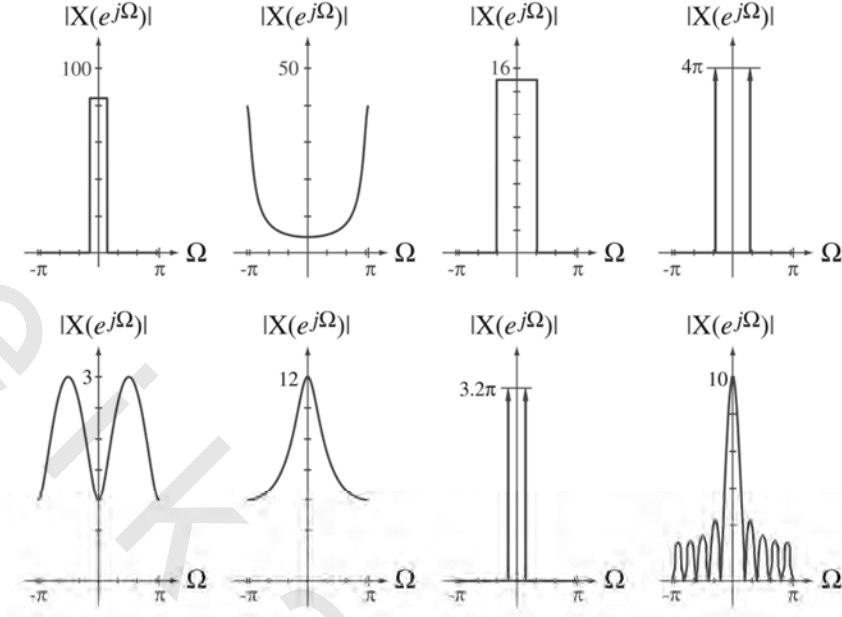 |X(e^{jΩ})| |X(e^{jΩ})| |X(e^{jΩ})| |X(e^{jΩ})|
100 50 16 4π
-π π Ω -π π Ω -π π Ω -π π Ω
|X(e^{jΩ})| |X(e^{jΩ})| |X(e^{jΩ})| |X(e^{jΩ})|
3 12 3.2π 10
-π π Ω -π π Ω -π π Ω -π π Ω